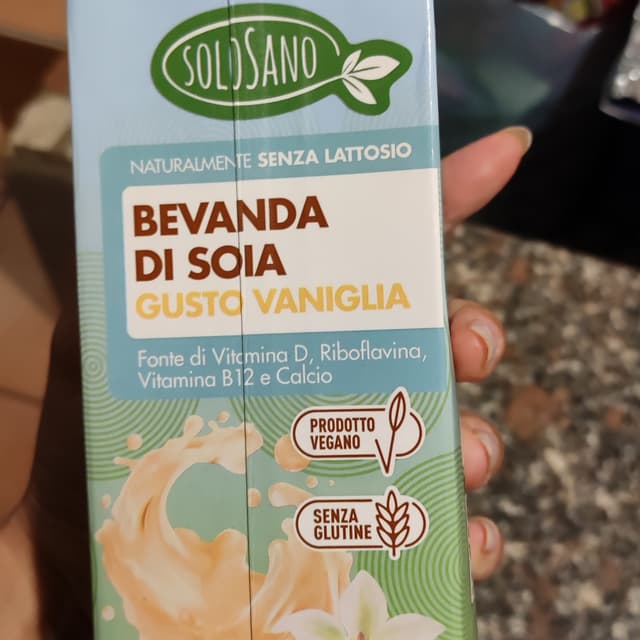 SOLOSANO
NATURALMENTE SENZA LATTOSIO
BEVANDA
DI SOIA
GUSTO VANIGLIA
Fonte di Vitamina D, Riboflavina,
Vitamina B12 e Calcio
PRODOTTO
VEGANO
SENZA
GLUTINE